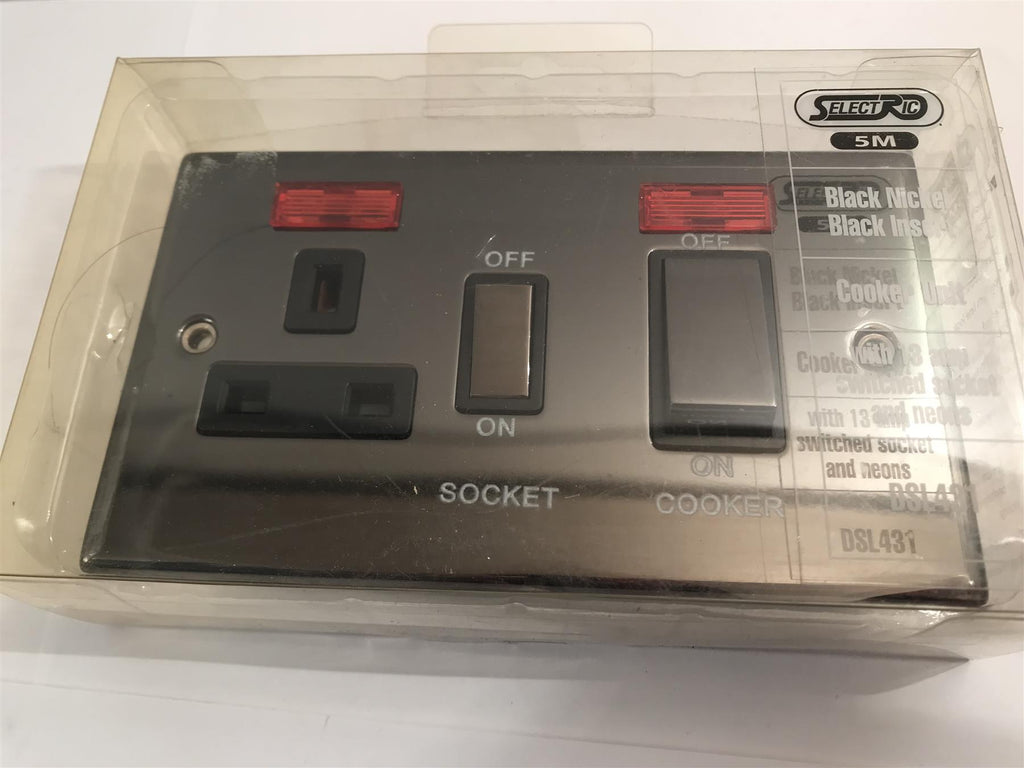 SELECTRIC
5M
Black Nickel
Black Insert
Cooker Unit
with 13 amp
switched socket
and neons
DSL431
OFF
ON
SOCKET
OFF
ON
COOKER